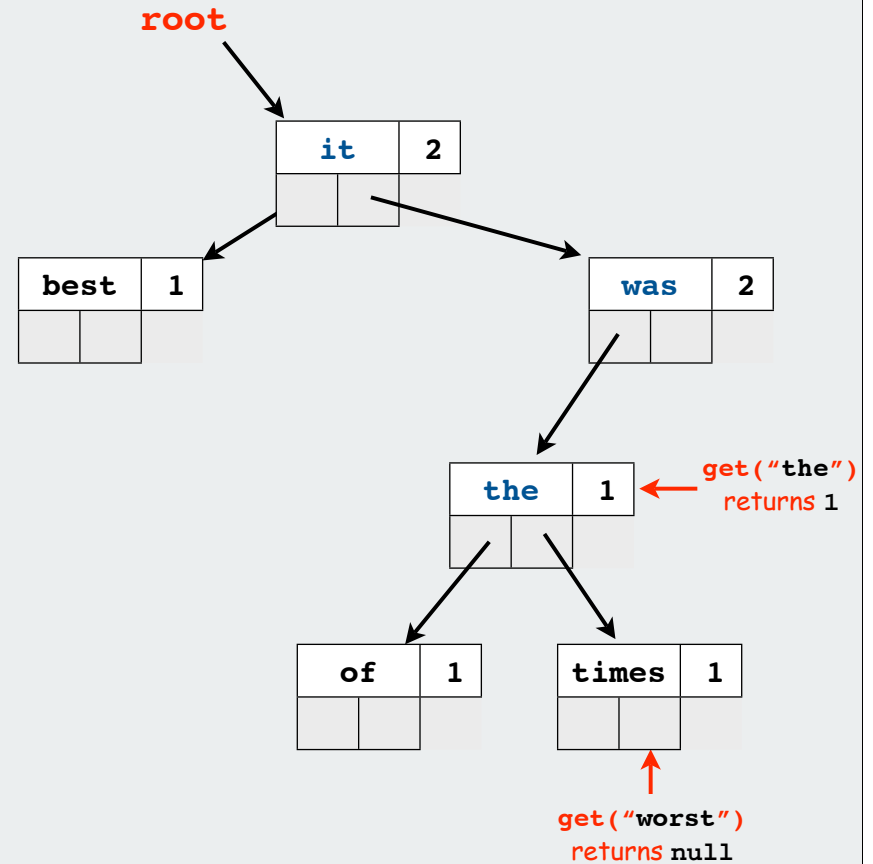 root
it 2
best 1
was 2
the 1
get(“the”)
returns 1
of 1
times 1
get(“worst”)
returns null